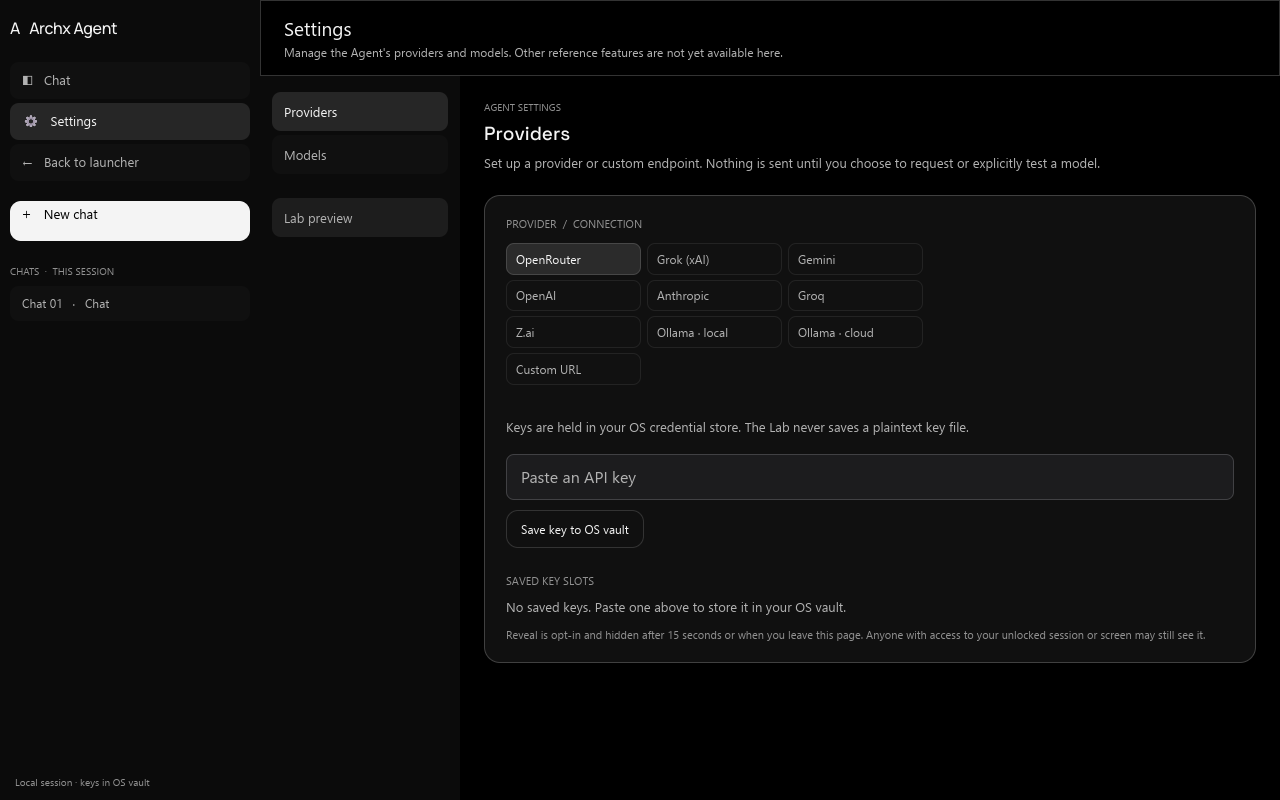 A Archx Agent
Chat
Settings
← Back to launcher
+ New chat
CHATS · THIS SESSION
Chat 01 · Chat
Local session · keys in OS vault
Settings
Manage the Agent's providers and models. Other reference features are not yet available here.
Providers
Models
Lab preview
AGENT SETTINGS
Providers
Set up a provider or custom endpoint. Nothing is sent until you choose to request or explicitly test a model.
PROVIDER / CONNECTION
OpenRouter Grok (xAI) Gemini
OpenAI Anthropic Groq
Z.ai Ollama · local Ollama · cloud
Custom URL
Keys are held in your OS credential store. The Lab never saves a plaintext key file.
Paste an API key
Save key to OS vault
SAVED KEY SLOTS
No saved keys. Paste one above to store it in your OS vault.
Reveal is opt-in and hidden after 15 seconds or when you leave this page. Anyone with access to your unlocked session or screen may still see it.